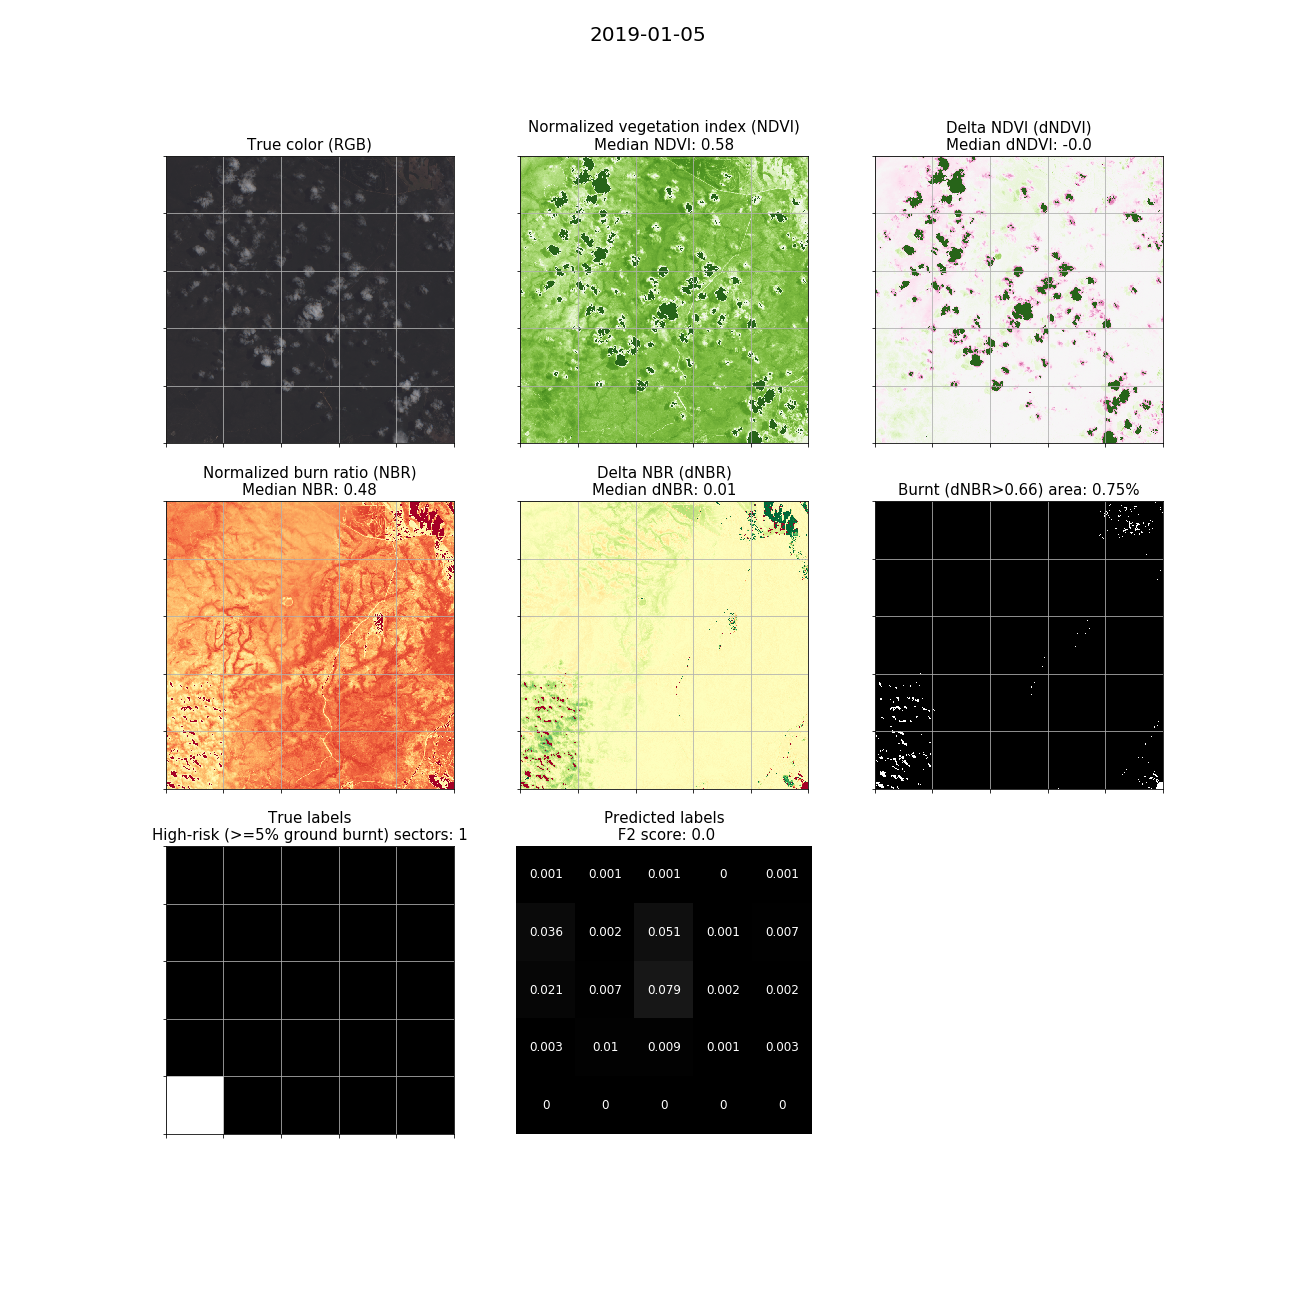 2019-01-05
True color (RGB)
Normalized vegetation index (NDVI)
Median NDVI: 0.58
Delta NDVI (dNDVI)
Median dNDVI: -0.0
Normalized burn ratio (NBR)
Median NBR: 0.48
Delta NBR (dNBR)
Median dNBR: 0.01
Burnt (dNBR>0.66) area: 0.75%
True labels
High-risk (>=5% ground burnt) sectors: 1
Predicted labels
F2 score: 0.0
0.001 0.001 0.001 0 0.001
0.036 0.002 0.051 0.001 0.007
0.021 0.007 0.079 0.002 0.002
0.003 0.01 0.009 0.001 0.003
0 0 0 0 0